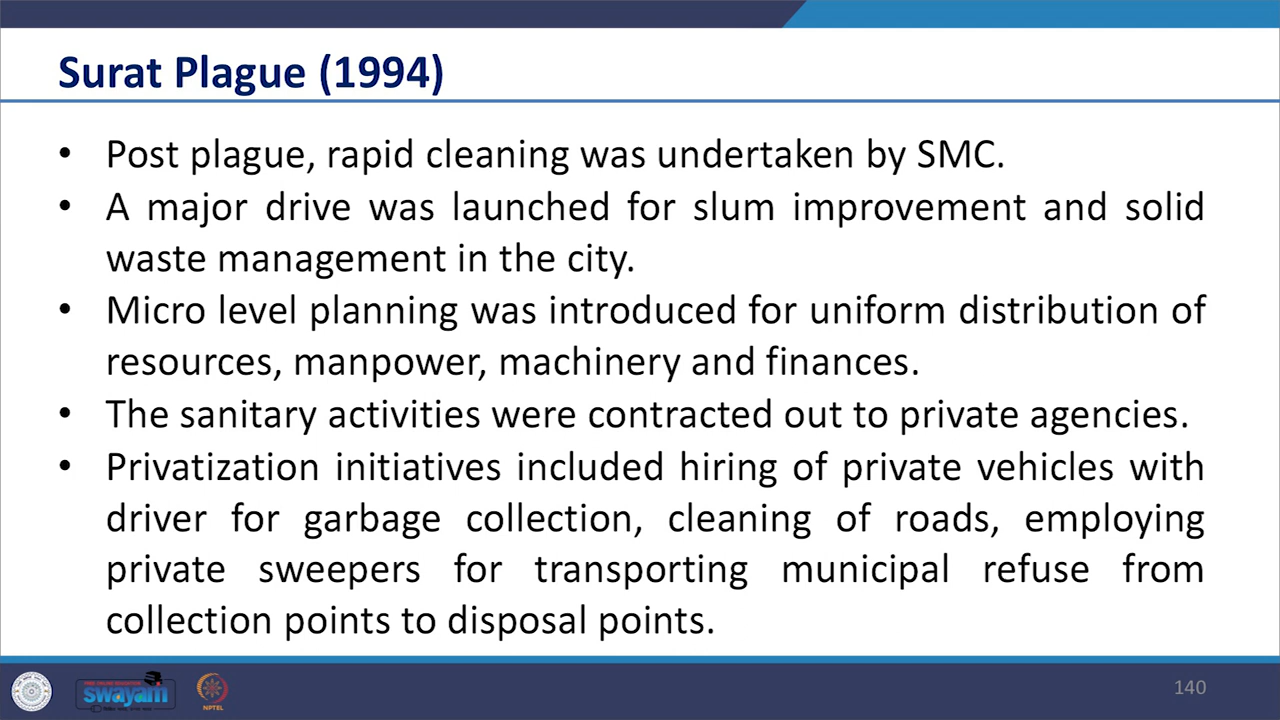 Surat Plague (1994)
• Post plague, rapid cleaning was undertaken by SMC.
• A major drive was launched for slum improvement and solid
waste management in the city.
• Micro level planning was introduced for uniform distribution of
resources, manpower, machinery and finances.
• The sanitary activities were contracted out to private agencies.
• Privatization initiatives included hiring of private vehicles with
driver for garbage collection, cleaning of roads, employing
private sweepers for transporting municipal refuse from
collection points to disposal points.
swayam
NPTEL
140